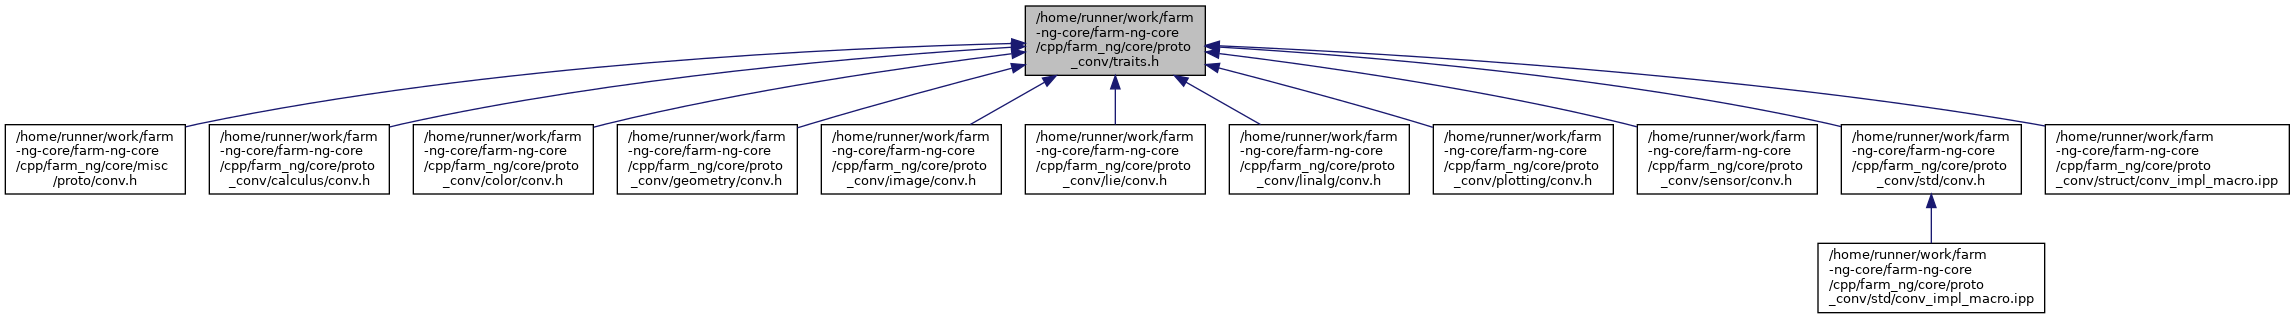 /home/runner/work/farm
-ng-core/farm-ng-core
/cpp/farm_ng/core/proto
_conv/traits.h
/home/runner/work/farm
-ng-core/farm-ng-core
/cpp/farm_ng/core/misc
/proto/conv.h
/home/runner/work/farm
-ng-core/farm-ng-core
/cpp/farm_ng/core/proto
_conv/calculus/conv.h
/home/runner/work/farm
-ng-core/farm-ng-core
/cpp/farm_ng/core/proto
_conv/color/conv.h
/home/runner/work/farm
-ng-core/farm-ng-core
/cpp/farm_ng/core/proto
_conv/geometry/conv.h
/home/runner/work/farm
-ng-core/farm-ng-core
/cpp/farm_ng/core/proto
_conv/image/conv.h
/home/runner/work/farm
-ng-core/farm-ng-core
/cpp/farm_ng/core/proto
_conv/lie/conv.h
/home/runner/work/farm
-ng-core/farm-ng-core
/cpp/farm_ng/core/proto
_conv/linalg/conv.h
/home/runner/work/farm
-ng-core/farm-ng-core
/cpp/farm_ng/core/proto
_conv/plotting/conv.h
/home/runner/work/farm
-ng-core/farm-ng-core
/cpp/farm_ng/core/proto
_conv/sensor/conv.h
/home/runner/work/farm
-ng-core/farm-ng-core
/cpp/farm_ng/core/proto
_conv/std/conv.h
/home/runner/work/farm
-ng-core/farm-ng-core
/cpp/farm_ng/core/proto
_conv/struct/conv_impl_macro.ipp
/home/runner/work/farm
-ng-core/farm-ng-core
/cpp/farm_ng/core/proto
_conv/std/conv_impl_macro.ipp